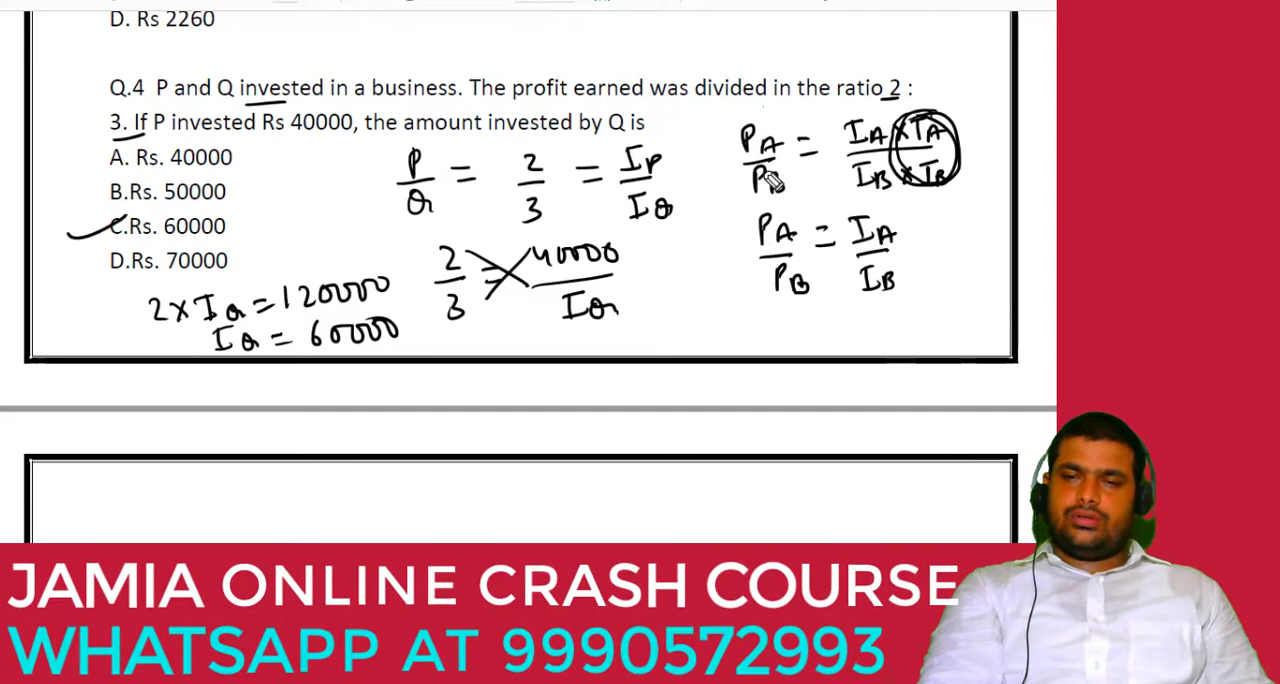 D. Rs 2260
Q.4 P and Q invested in a business. The profit earned was divided in the ratio 2 :
3. If P invested Rs 40000, the amount invested by Q is
A. Rs. 40000
B.Rs. 50000
C.Rs. 60000
D.Rs. 70000
P/Q = 2/3 = IP/IQ
2/3 = 40000/IQ
2 x IQ = 120000
IQ = 60000
PA/PB = IA x TA/IB x TB
PA/PB = IA/IB
JAMIA ONLINE CRASH COURSE
WHATSAPP AT 9990572993